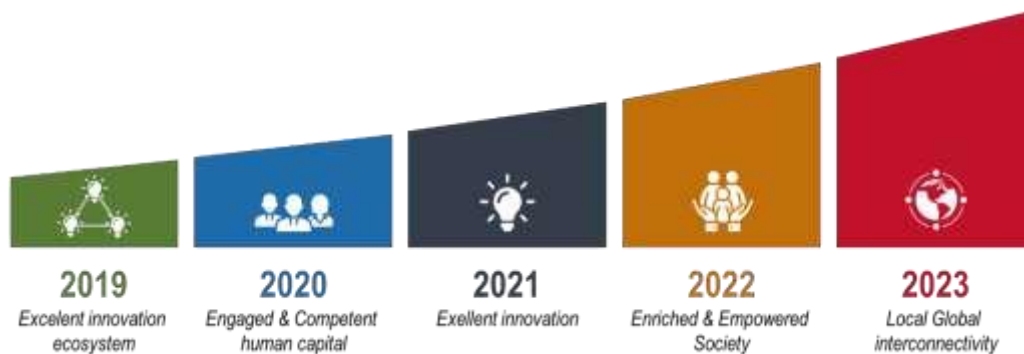 2019
Excelent innovation
ecosystem
2020
Engaged & Competent
human capital
2021
Exellent innovation
2022
Enriched & Empowered
Society
2023
Local Global
interconnectivity